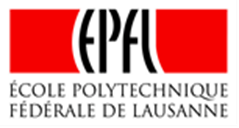 EPFL
ÉCOLE POLYTECHNIQUE
FÉDÉRALE DE LAUSANNE